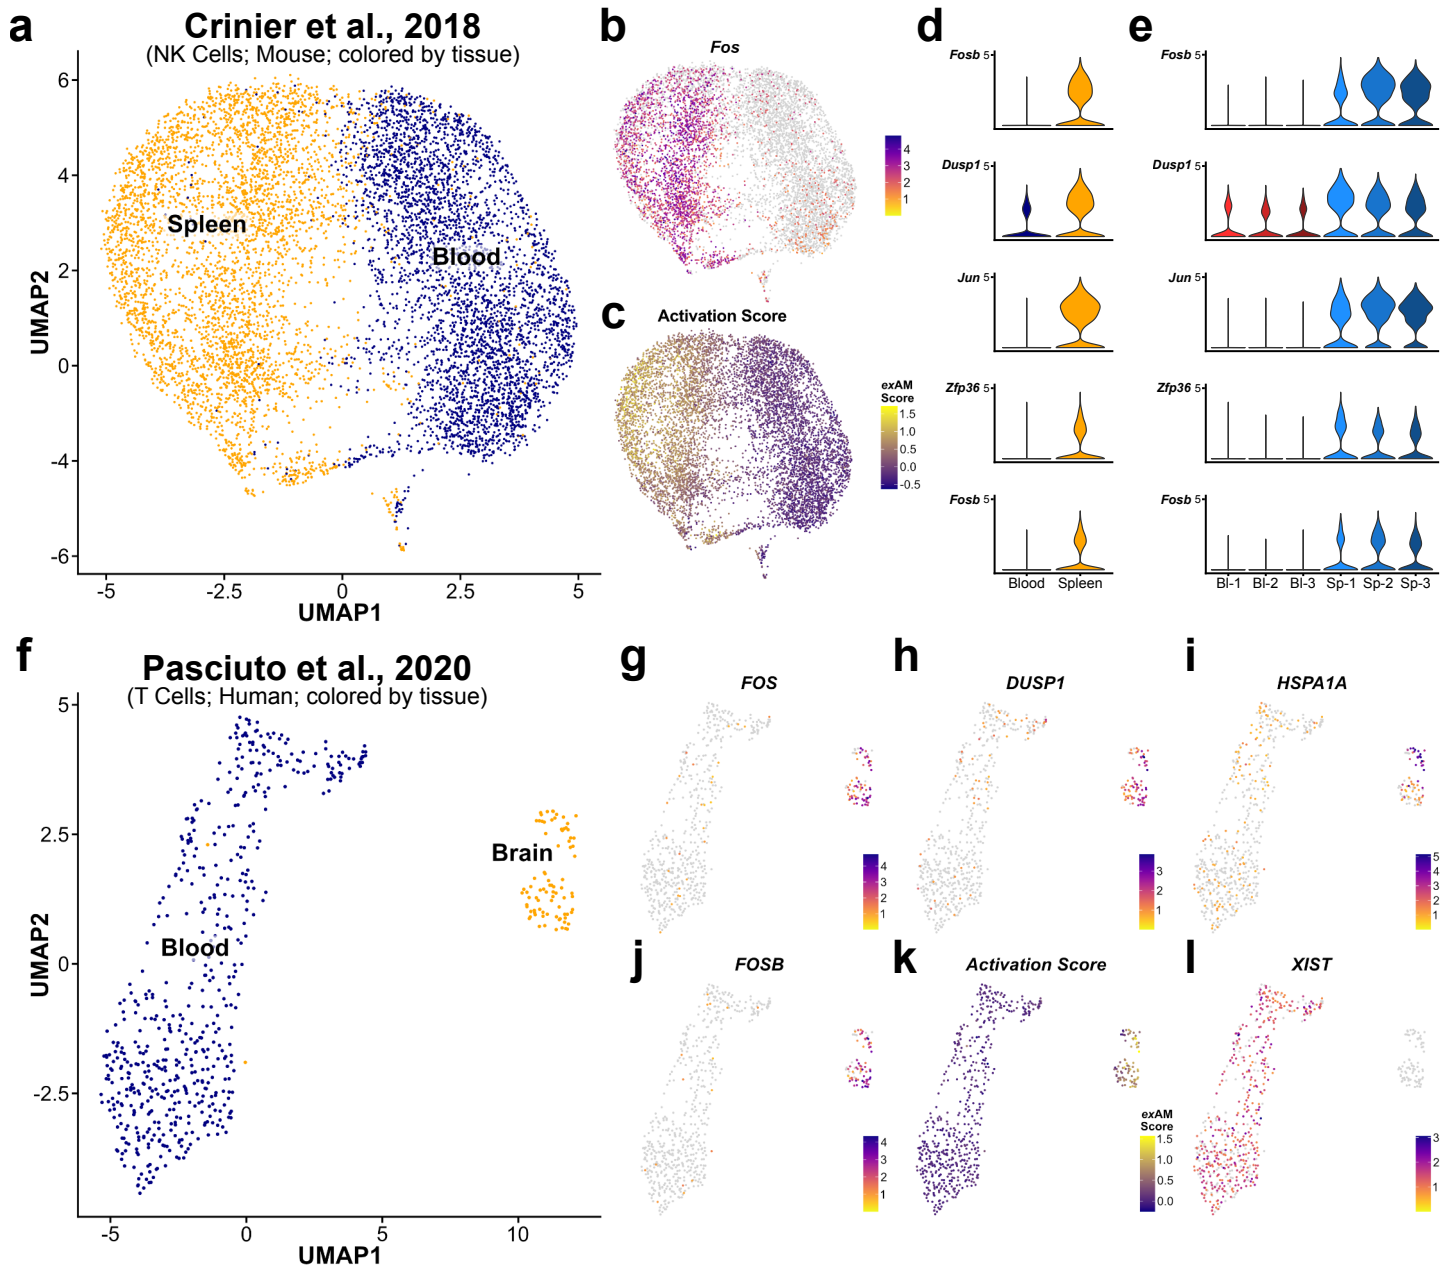 a
Crinier et al., 2018
(NK Cells; Mouse; colored by tissue)
UMAP2
6
4
2
0
-2
-4
-6
Spleen
Blood
-5
-2.5
0
2.5
5
UMAP1
b
Fos
4
3
2
1
c
Activation Score
exAM
Score
1.5
1.0
0.5
0.0
-0.5
d
Fosb 5
Dusp1 5
Jun 5
Zfp36 5
Fosb 5
Blood Spleen
e
Fosb 5
Dusp1 5
Jun 5
Zfp36 5
Fosb 5
Bl-1 Bl-2 Bl-3 Sp-1 Sp-2 Sp-3
f
Pasciuto et al., 2020
(T Cells; Human; colored by tissue)
UMAP2
5
2.5
0
-2.5
Brain
Blood
-5
0
5
10
UMAP1
g
FOS
4
3
2
1
h
DUSP1
3
2
1
i
HSPA1A
5
4
3
2
1
j
FOSB
4
3
2
1
k
Activation Score
exAM
Score
1.5
1.0
0.5
0.0
l
XIST
3
2
1